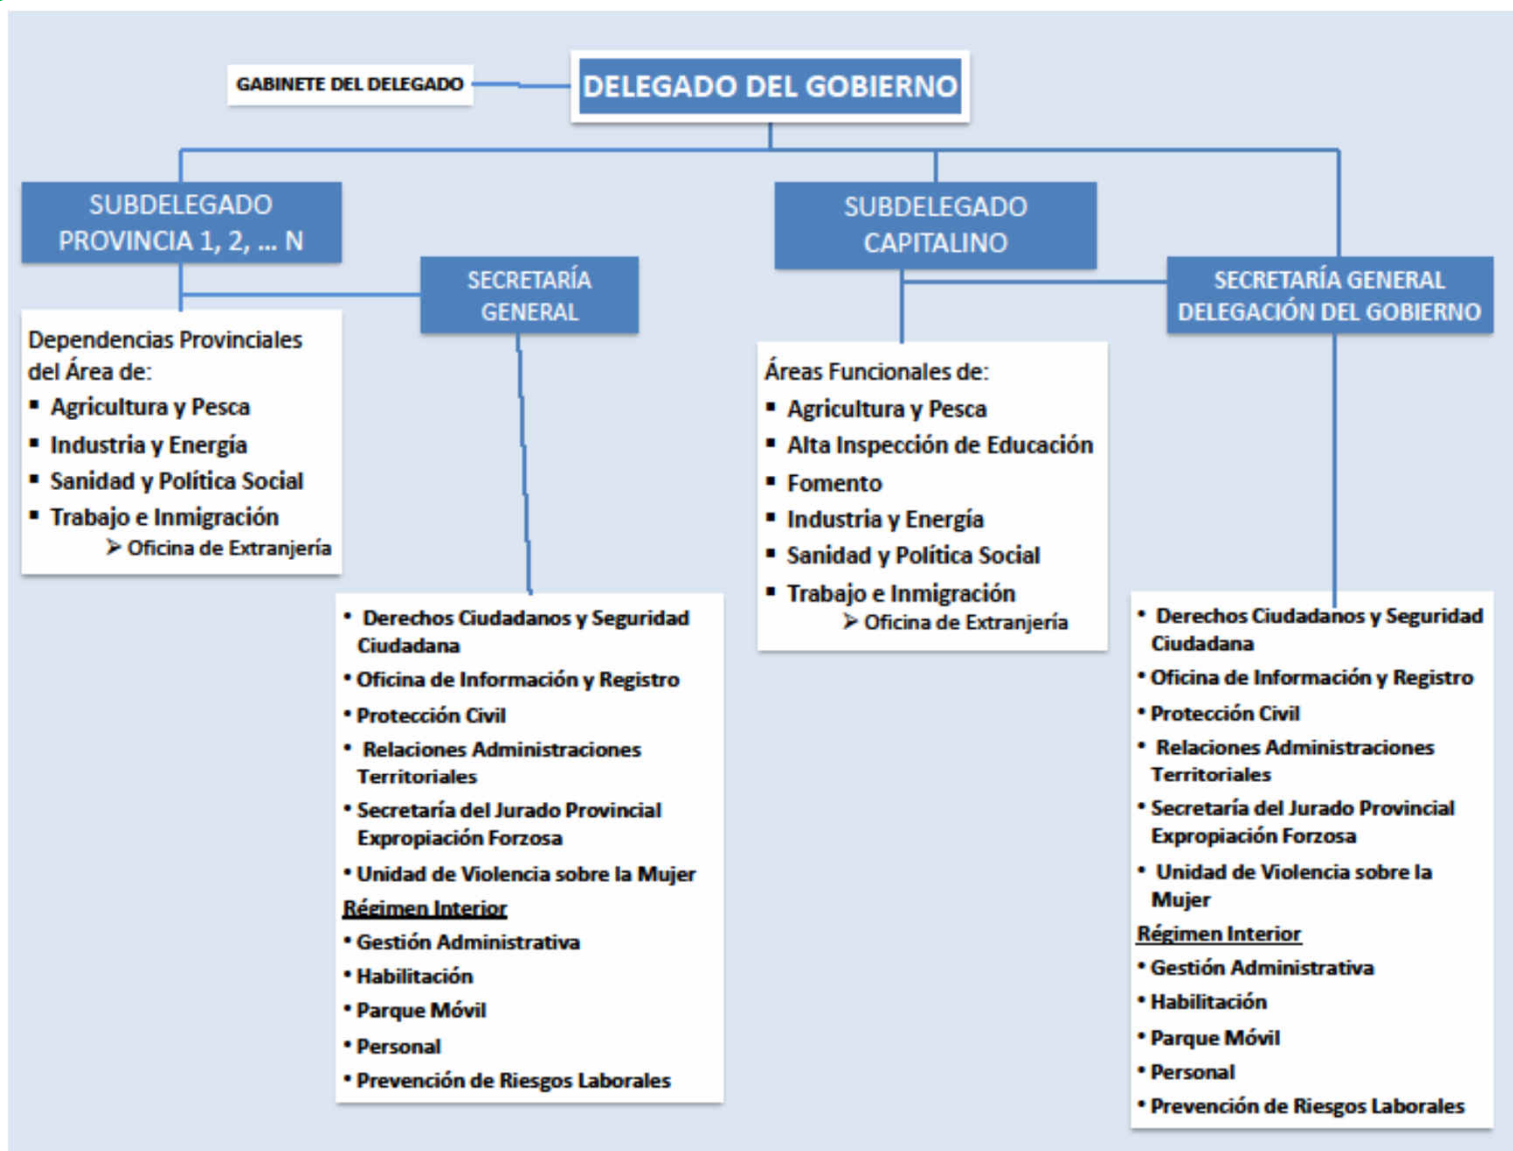 GABINETE DEL DELEGADO
DELEGADO DEL GOBIERNO
SUBDELEGADO
PROVINCIA 1, 2, ... N
SECRETARÍA
GENERAL
Dependencias Provinciales
del Área de:
▪ Agricultura y Pesca
▪ Industria y Energía
▪ Sanidad y Política Social
▪ Trabajo e Inmigración
➢ Oficina de Extranjería
• Derechos Ciudadanos y Seguridad
Ciudadana
• Oficina de Información y Registro
• Protección Civil
• Relaciones Administraciones
Territoriales
• Secretaría del Jurado Provincial
Expropiación Forzosa
• Unidad de Violencia sobre la Mujer
Régimen Interior
• Gestión Administrativa
• Habilitación
• Parque Móvil
• Personal
• Prevención de Riesgos Laborales
SUBDELEGADO
CAPITALINO
SECRETARÍA GENERAL
DELEGACIÓN DEL GOBIERNO
Áreas Funcionales de:
▪ Agricultura y Pesca
▪ Alta Inspección de Educación
▪ Fomento
▪ Industria y Energía
▪ Sanidad y Política Social
▪ Trabajo e Inmigración
➢ Oficina de Extranjería
• Derechos Ciudadanos y Seguridad
Ciudadana
• Oficina de Información y Registro
• Protección Civil
• Relaciones Administraciones
Territoriales
• Secretaría del Jurado Provincial
Expropiación Forzosa
• Unidad de Violencia sobre la
Mujer
Régimen Interior
• Gestión Administrativa
• Habilitación
• Parque Móvil
• Personal
• Prevención de Riesgos Laborales